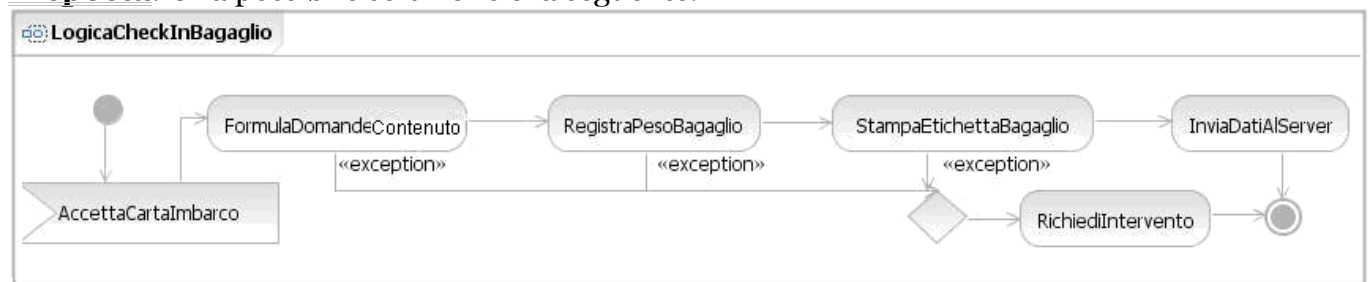 LogicaCheckInBagaglio
FormulaDomandeContenuto
RegistraPesoBagaglio
StampaEtichettaBagaglio
InviaDatiAlServer
«exception»
«exception»
«exception»
AccettaCartaImbarco
RichiediIntervento